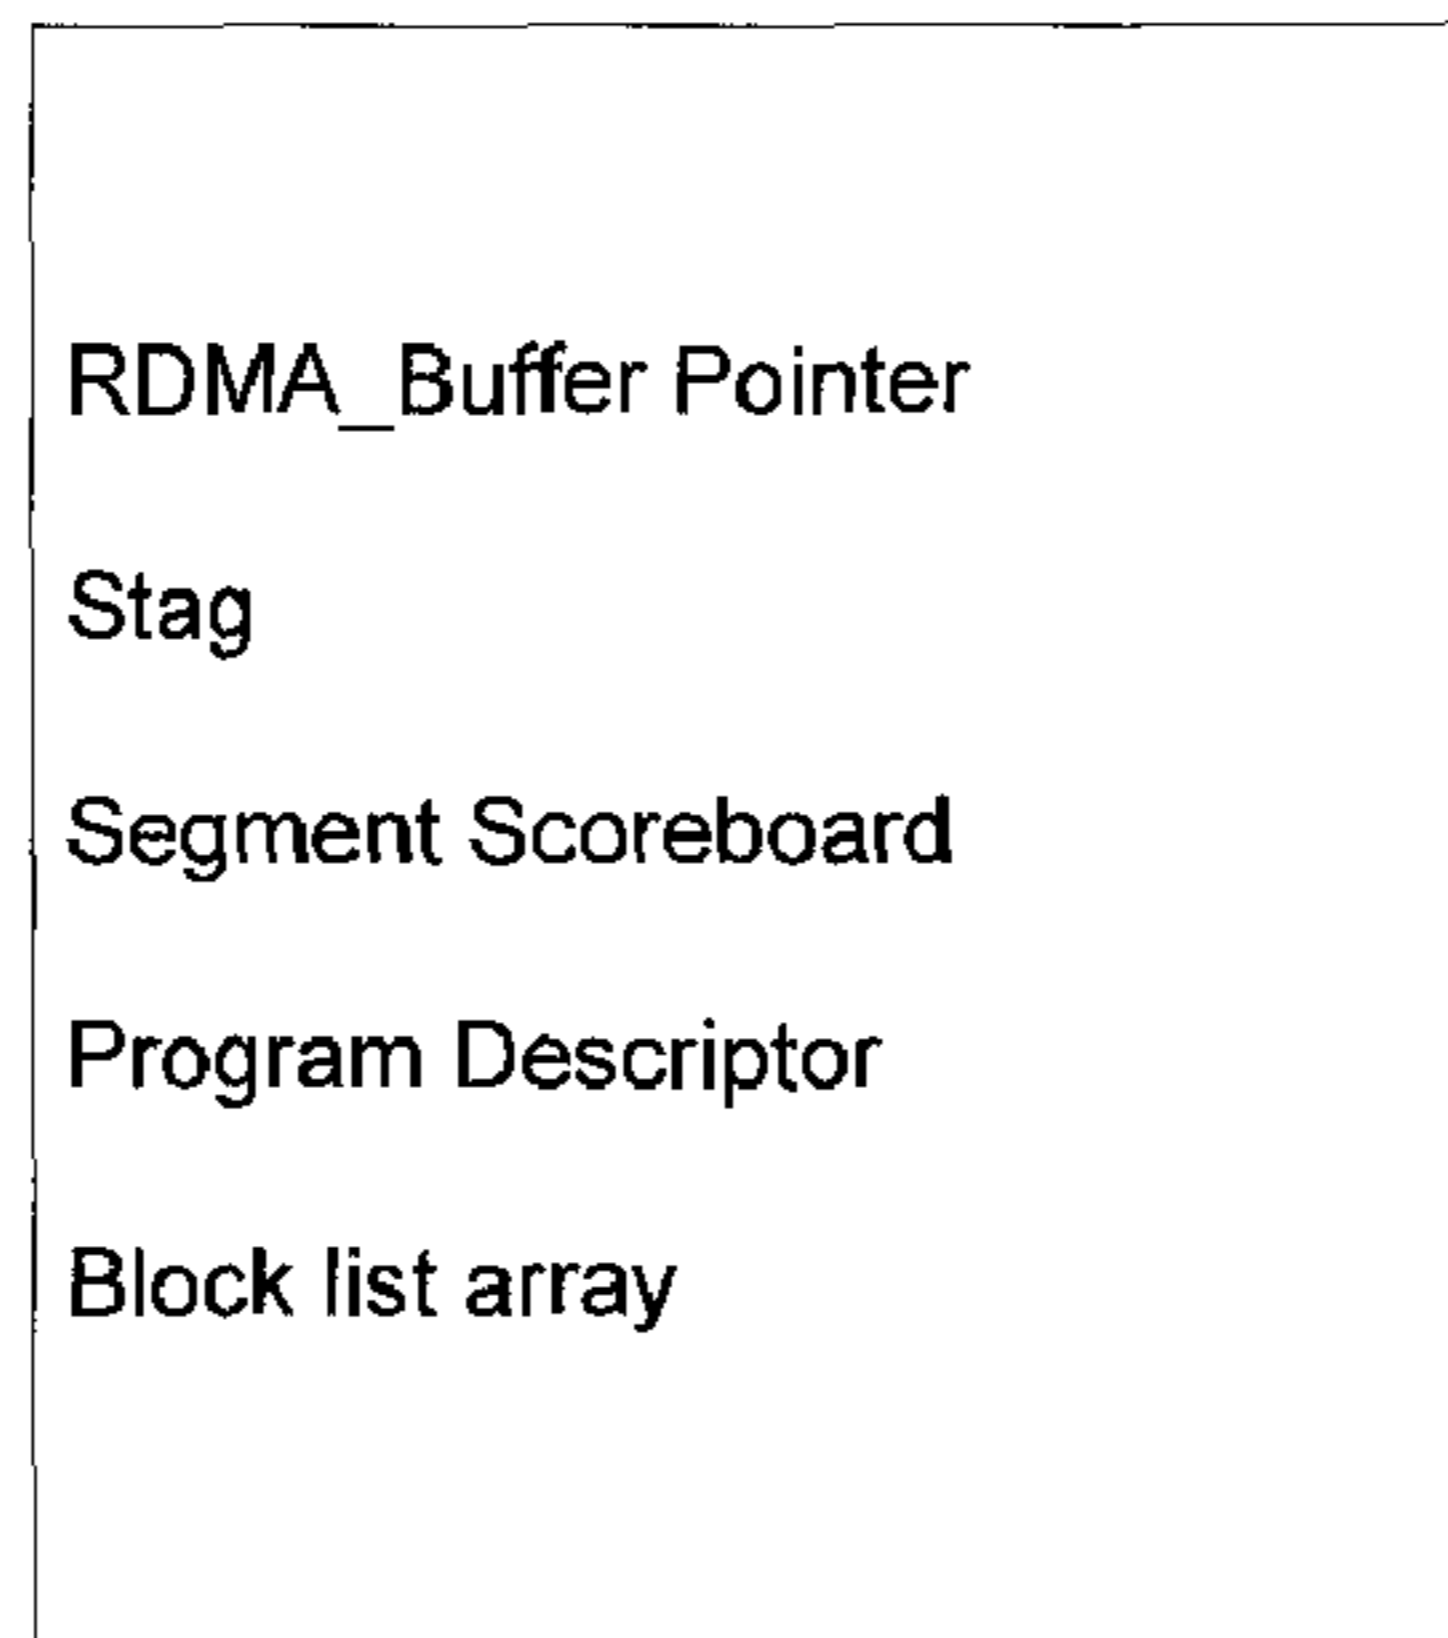 RDMA_Buffer Pointer
Stag
Segment Scoreboard
Program Descriptor
Block list array